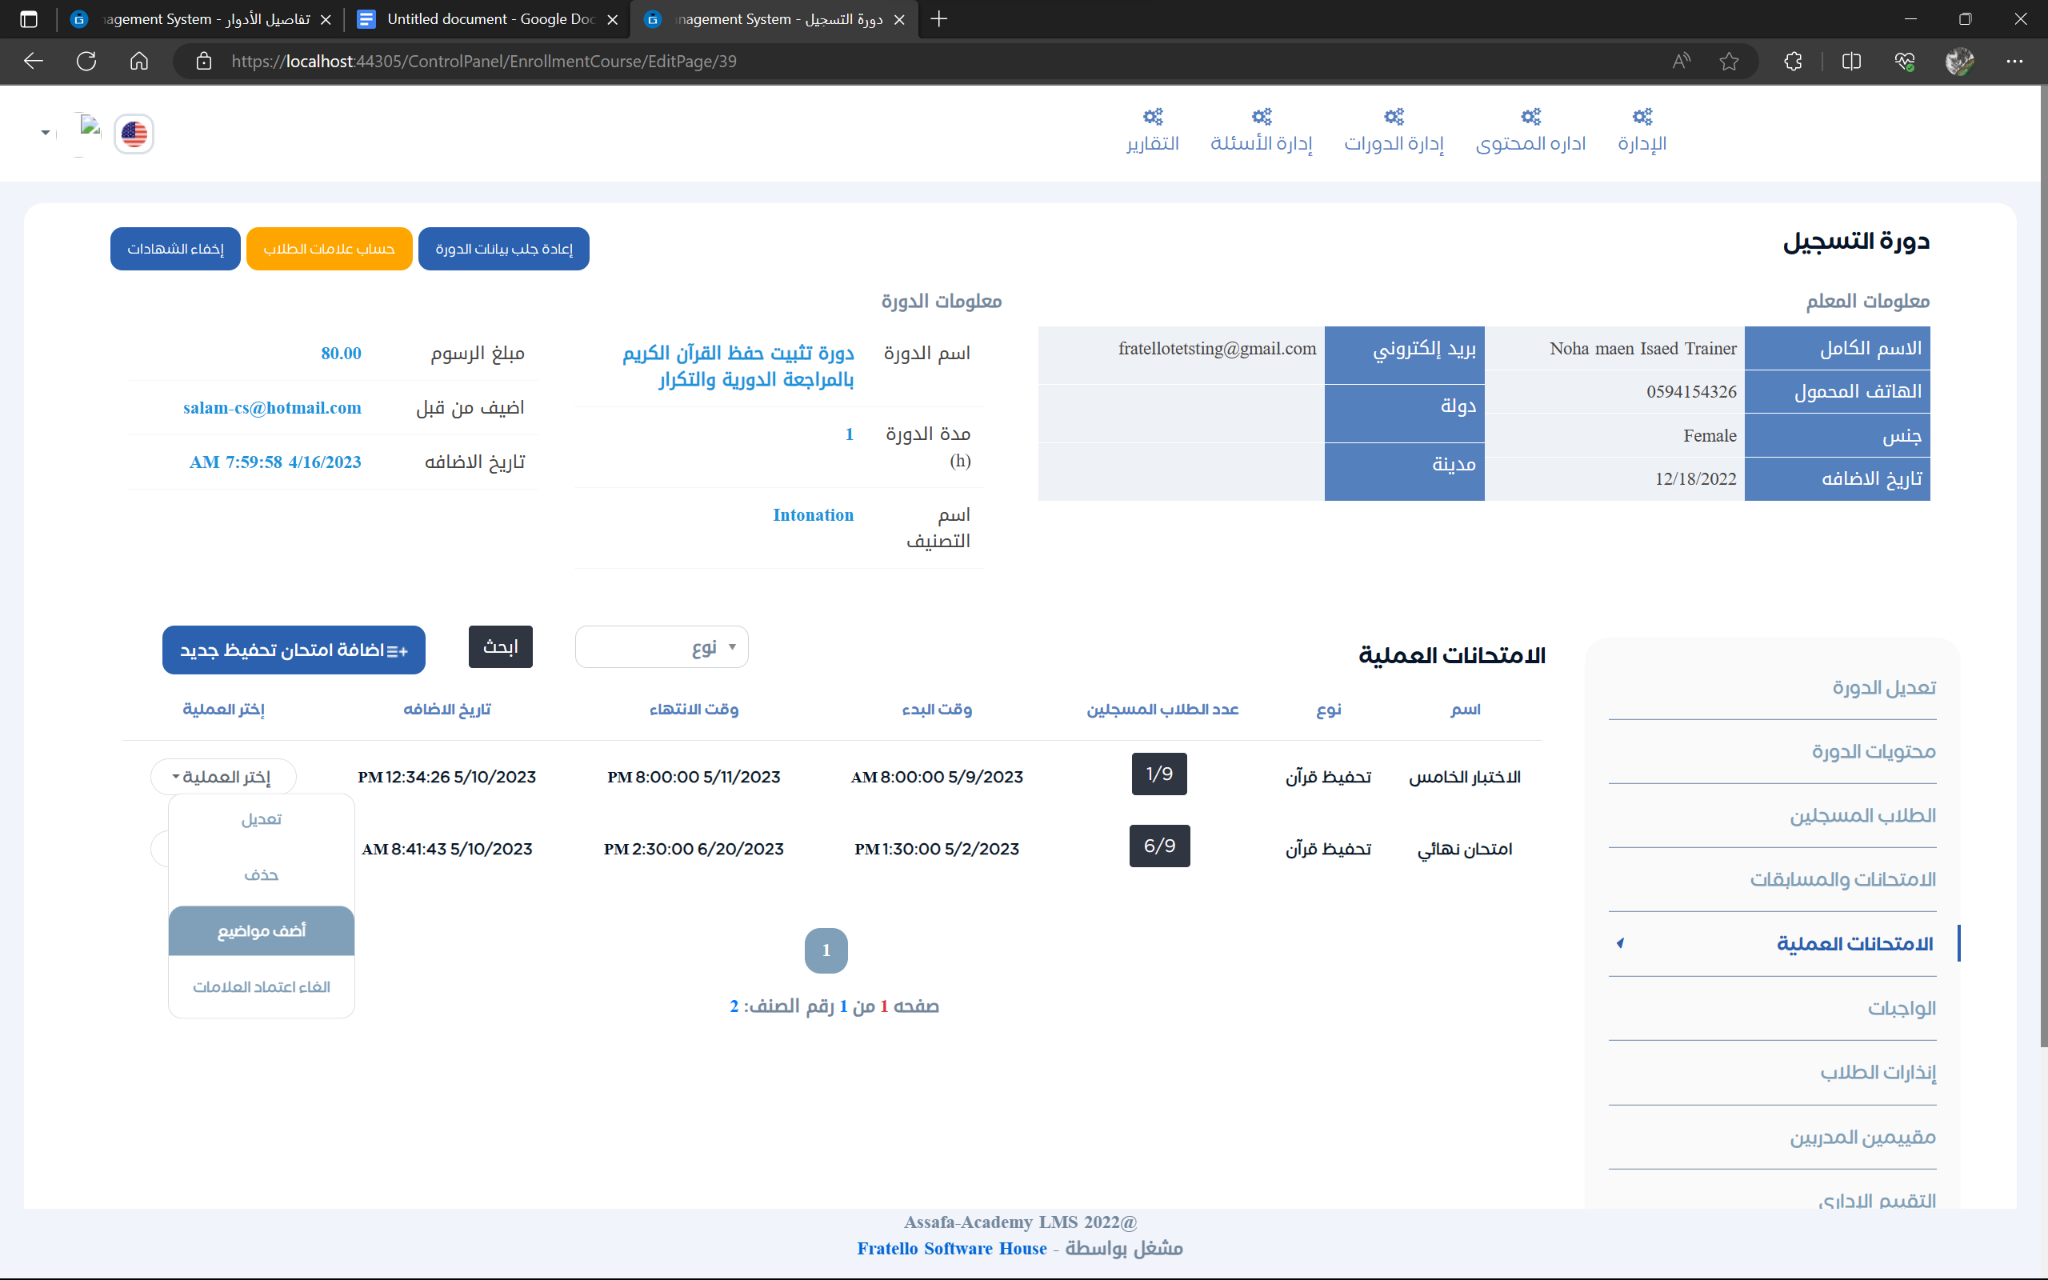 agement System - تفاصيل الأدوار
Untitled document - Google Doc
nagement System - دورة التسجيل
https://localhost:44305/ControlPanel/EnrollmentCourse/EditPage/39
الإدارة
اداره المحتوى
إدارة الدورات
إدارة الأسئلة
التقارير
دورة التسجيل
إعادة جلب بيانات الدورة
حساب علامات الطلاب
إخفاء الشهادات
معلومات المعلم
الاسم الكامل Noha maen Isaed Trainer
الهاتف المحمول 0594154326
جنس Female
تاريخ الاضافه 12/18/2022
بريد إلكتروني fratellotetsting@gmail.com
دولة
مدينة
معلومات الدورة
اسم الدورة دورة تثبيت حفظ القرآن الكريم
بالمراجعة الدورية والتكرار
مدة الدورة 1
(h)
اسم Intonation
التصنيف
مبلغ الرسوم 80.00
اضيف من قبل salam-cs@hotmail.com
تاريخ الاضافه AM 7:59:58 4/16/2023
تعديل الدورة
محتويات الدورة
الطلاب المسجلين
الامتحانات والمسابقات
الامتحانات العملية
الواجبات
إنذارات الطلاب
مقييمين المدربين
التقييم الإداري
الامتحانات العملية
نوع
ابحث
اضافة امتحان تحفيظ جديد
اسم نوع عدد الطلاب المسجلين وقت البدء وقت الانتهاء تاريخ الاضافه إختر العملية
الاختبار الخامس تحفيظ قرآن 1/9 AM 8:00:00 5/9/2023 PM 8:00:00 5/11/2023 PM 12:34:26 5/10/2023 إختر العملية
امتحان نهائي تحفيظ قرآن 6/9 PM 1:30:00 5/2/2023 PM 2:30:00 6/20/2023 AM 8:41:43 5/10/2023
تعديل
حذف
أضف مواضيع
الغاء اعتماد العلامات
1
صفحه 1 من 1 رقم الصنف: 2
Assafa-Academy LMS 2022@
مشغل بواسطة - Fratello Software House